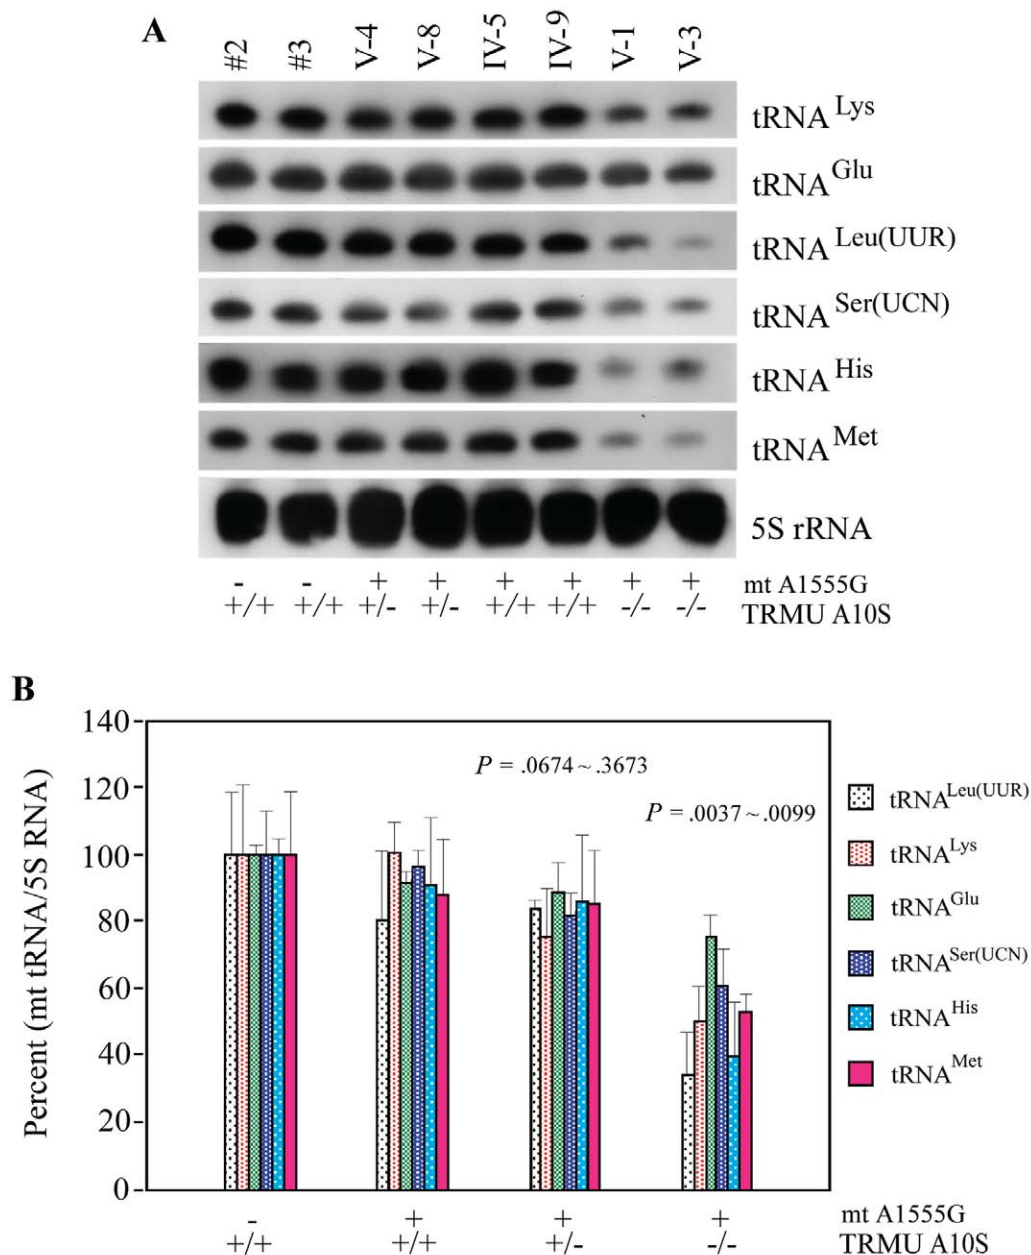 A
#2 #3 V-4 V-8 IV-5 IV-9 V-1 V-3
tRNA Lys
tRNA Glu
tRNA Leu(UUR)
tRNA Ser(UCN)
tRNA His
tRNA Met
5S rRNA
- - + + + + + + mt A1555G
+/+ +/+ +/- +/- +/+ +/+ -/- -/- TRMU A10S
B
Percent (mt tRNA/5S RNA)
140
120
100
80
60
40
20
0
P = .0674 ~ .3673
P = .0037 ~ .0099
tRNA Leu(UUR)
tRNA Lys
tRNA Glu
tRNA Ser(UCN)
tRNA His
tRNA Met
- + + + mt A1555G
+/+ +/+ +/- -/- TRMU A10S